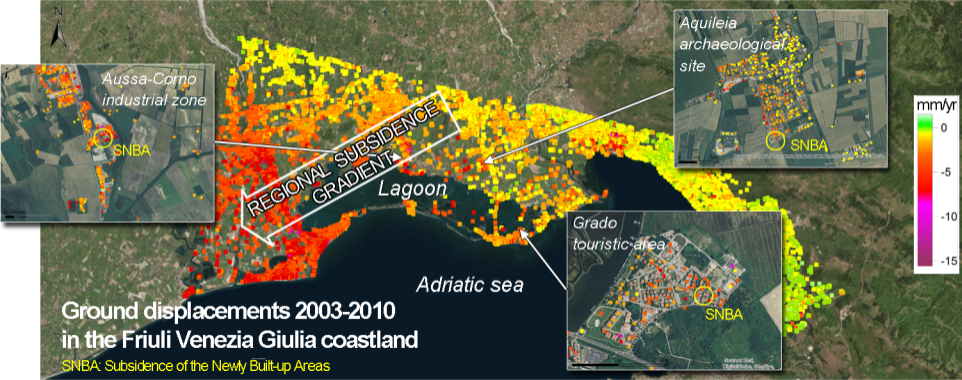 N
Aussa-Corno
industrial zone
SNBA
Aquileia
archaeological
site
SNBA
mm/yr
0
-5
-10
-15
REGIONAL SUBSIDENCE
GRADIENT
Lagoon
Adriatic sea
Grado
touristic area
SNBA
Ground displacements 2003-2010
in the Friuli Venezia Giulia coastland
SNBA: Subsidence of the Newly Built-up Areas